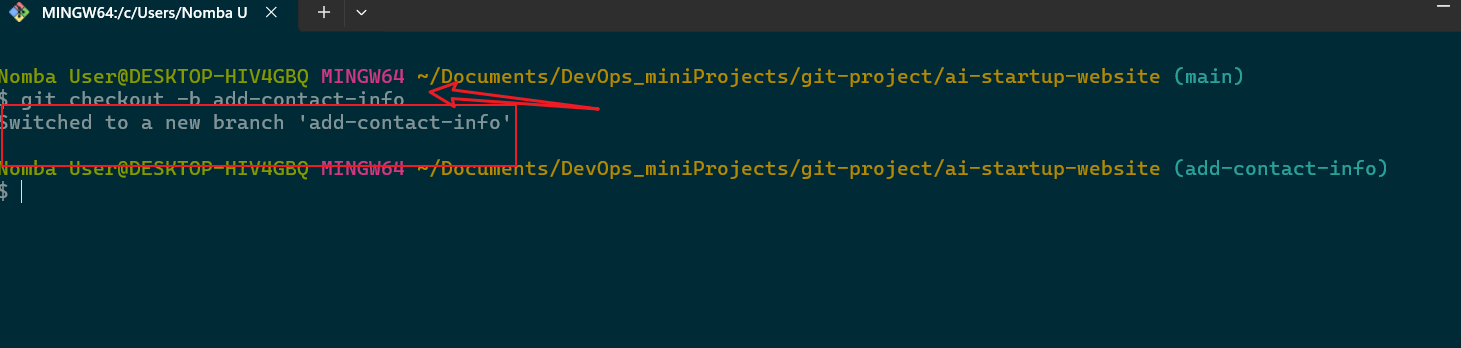 MINGW64:/c/Users/Nomba U
Nomba User@DESKTOP-HIV4GBQ MINGW64 ~/Documents/DevOps_miniProjects/git-project/ai-startup-website (main)
$ git checkout -b add-contact-info
Switched to a new branch 'add-contact-info'
Nomba User@DESKTOP-HIV4GBQ MINGW64 ~/Documents/DevOps_miniProjects/git-project/ai-startup-website (add-contact-info)
$